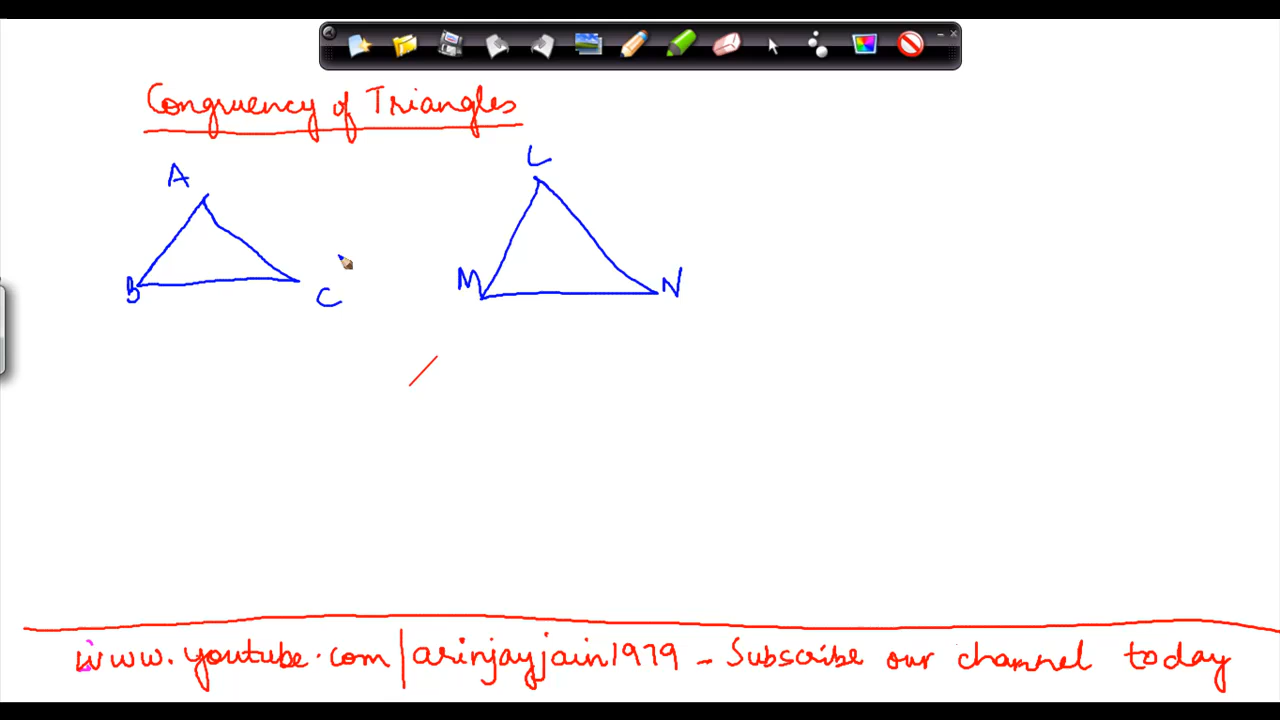 Congruency of Triangles
A
L
B
C
M
N
www.youtube.com/arinjayjain1979 - Subscribe our channel today